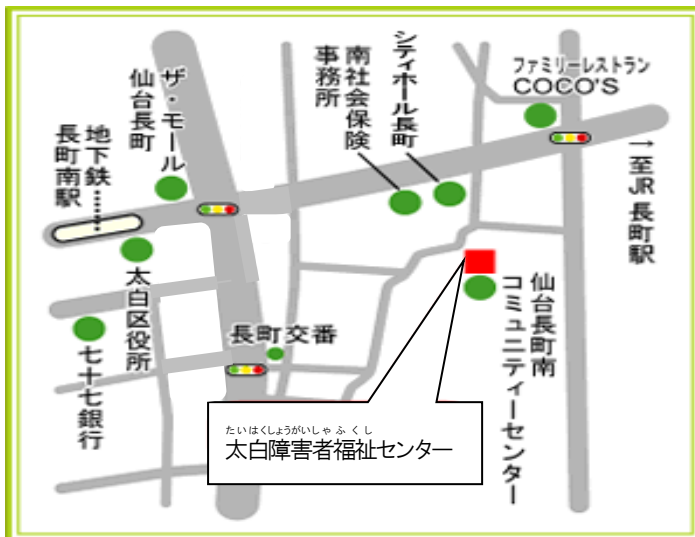 ザ・モール
仙台長町
地下鉄
長町南駅
南社会保険
事務所
シティホール長町
ファミリーレストラン
COCO'S
→至JR長町駅
太白区役所
七十七銀行
長町交番
仙台長町南
コミュニティーセンター
たいはくしょうがいしゃふくし
太白障害者福祉センター